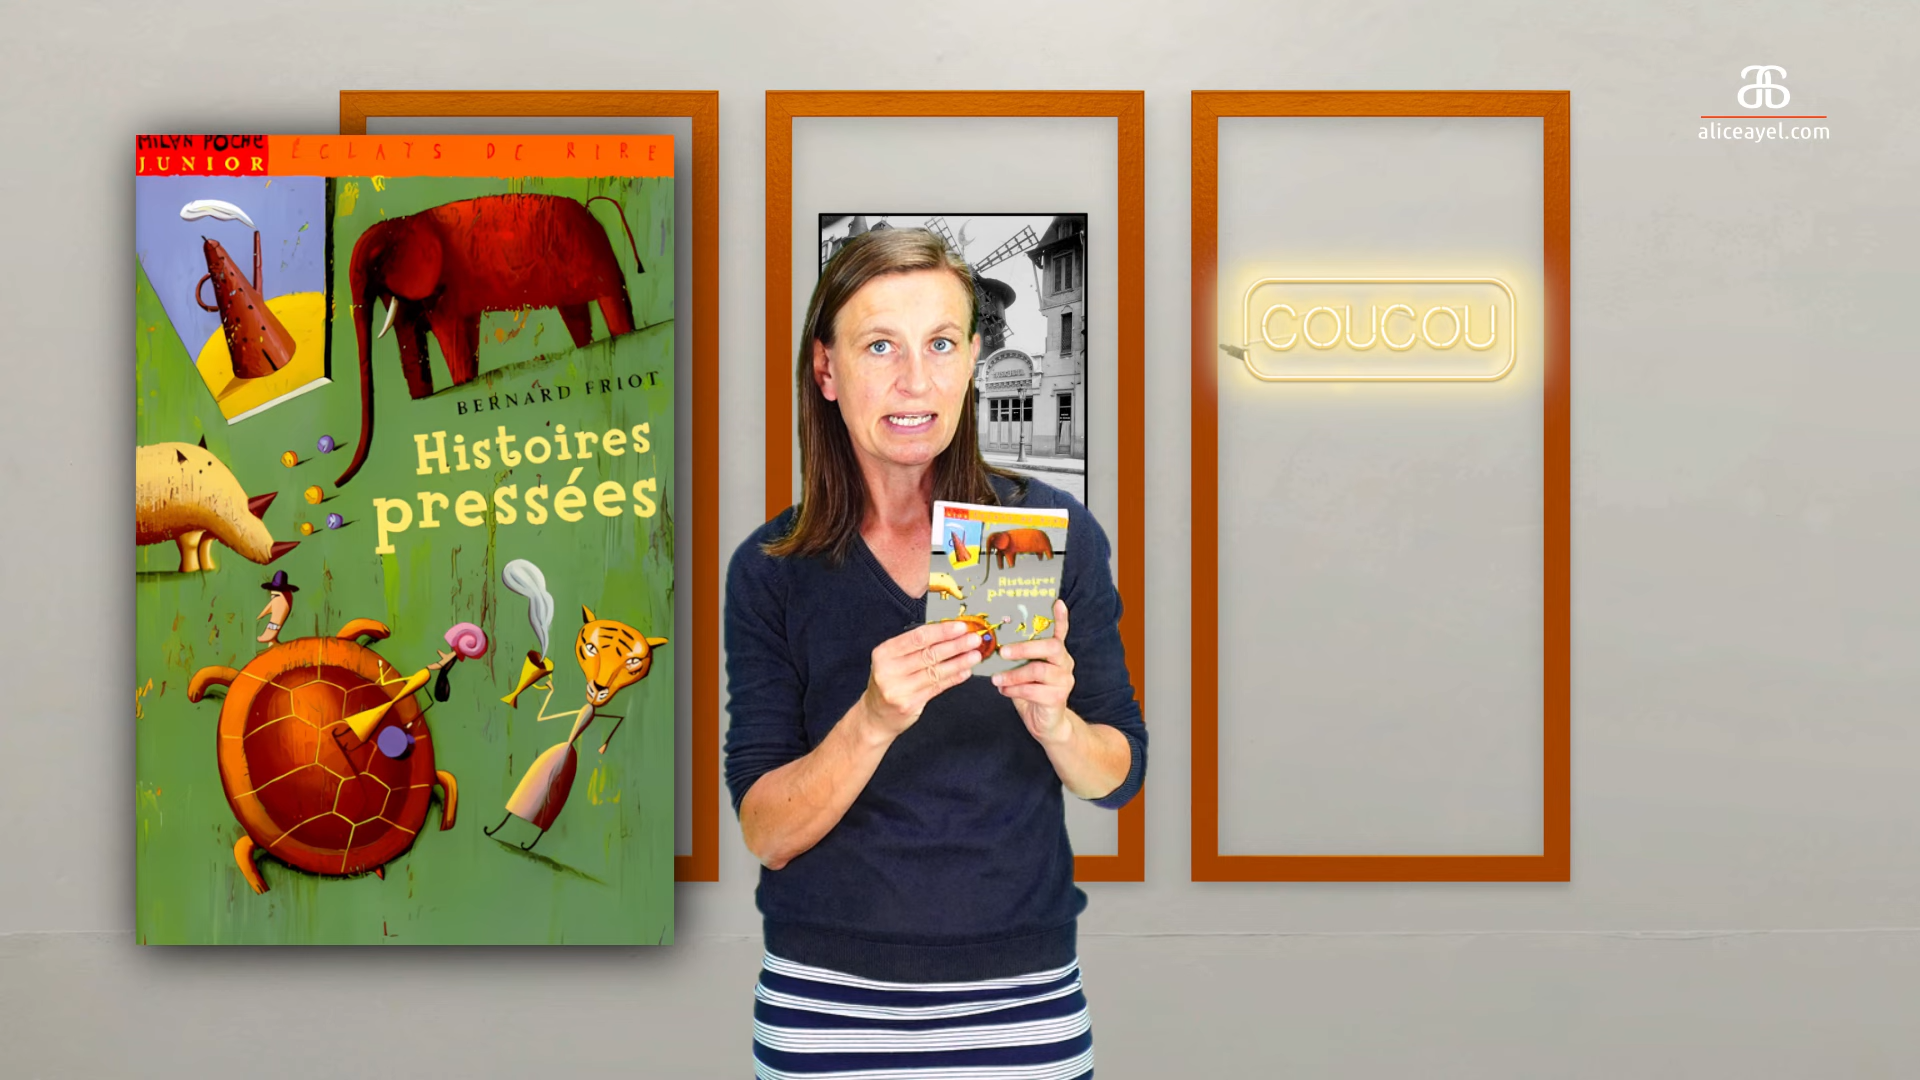 MILAN POCHE
JUNIOR
ÉCLATS DE RIRE
BERNARD FRIOT
Histoires
pressées
Histoires
pressées
COUCOU
aliceayel.com